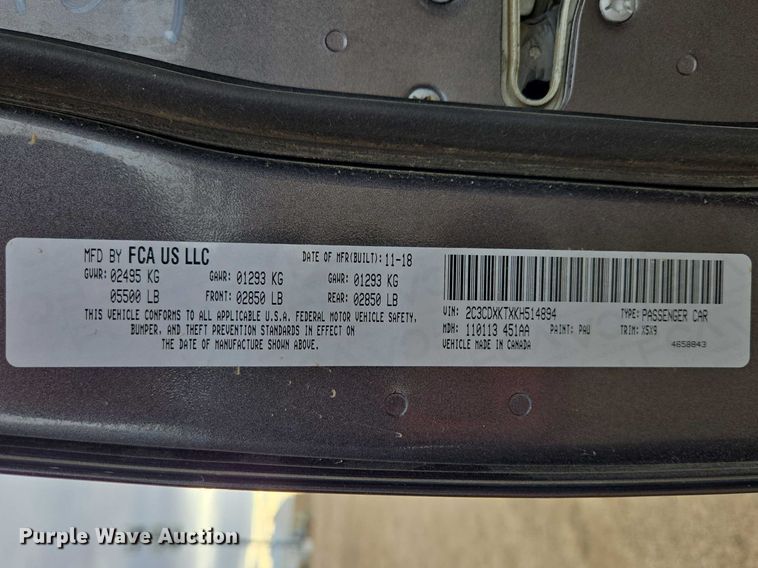 MFD BY FCA US LLC DATE OF MFR(BUILT): 11-18
GVWR: 02495 KG GAWR: 01293 KG GAWR: 01293 KG
05500 LB FRONT: 02850 LB REAR: 02850 LB
THIS VEHICLE CONFORMS TO ALL APPLICABLE U.S.A. FEDERAL MOTOR VEHICLE SAFETY,
BUMPER, AND THEFT PREVENTION STANDARDS IN EFFECT ON
THE DATE OF MANUFACTURE SHOWN ABOVE.
VIN: 2C3CDXKTXKH514894 TYPE: PASSENGER CAR
MDH: 110113 451AA PAINT: PAU TRIM: X5X9
VEHICLE MADE IN CANADA 4658843
Purple Wave Auction